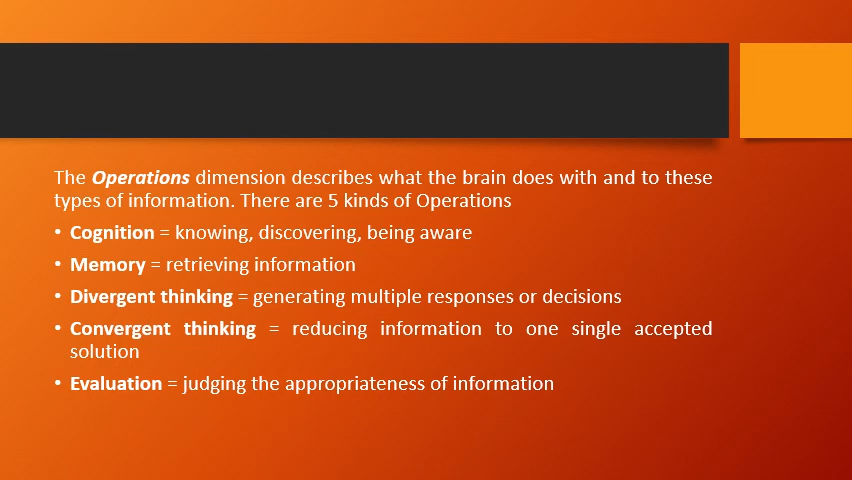 The Operations dimension describes what the brain does with and to these
types of information. There are 5 kinds of Operations
• Cognition = knowing, discovering, being aware
• Memory = retrieving information
• Divergent thinking = generating multiple responses or decisions
• Convergent thinking = reducing information to one single accepted
solution
• Evaluation = judging the appropriateness of information